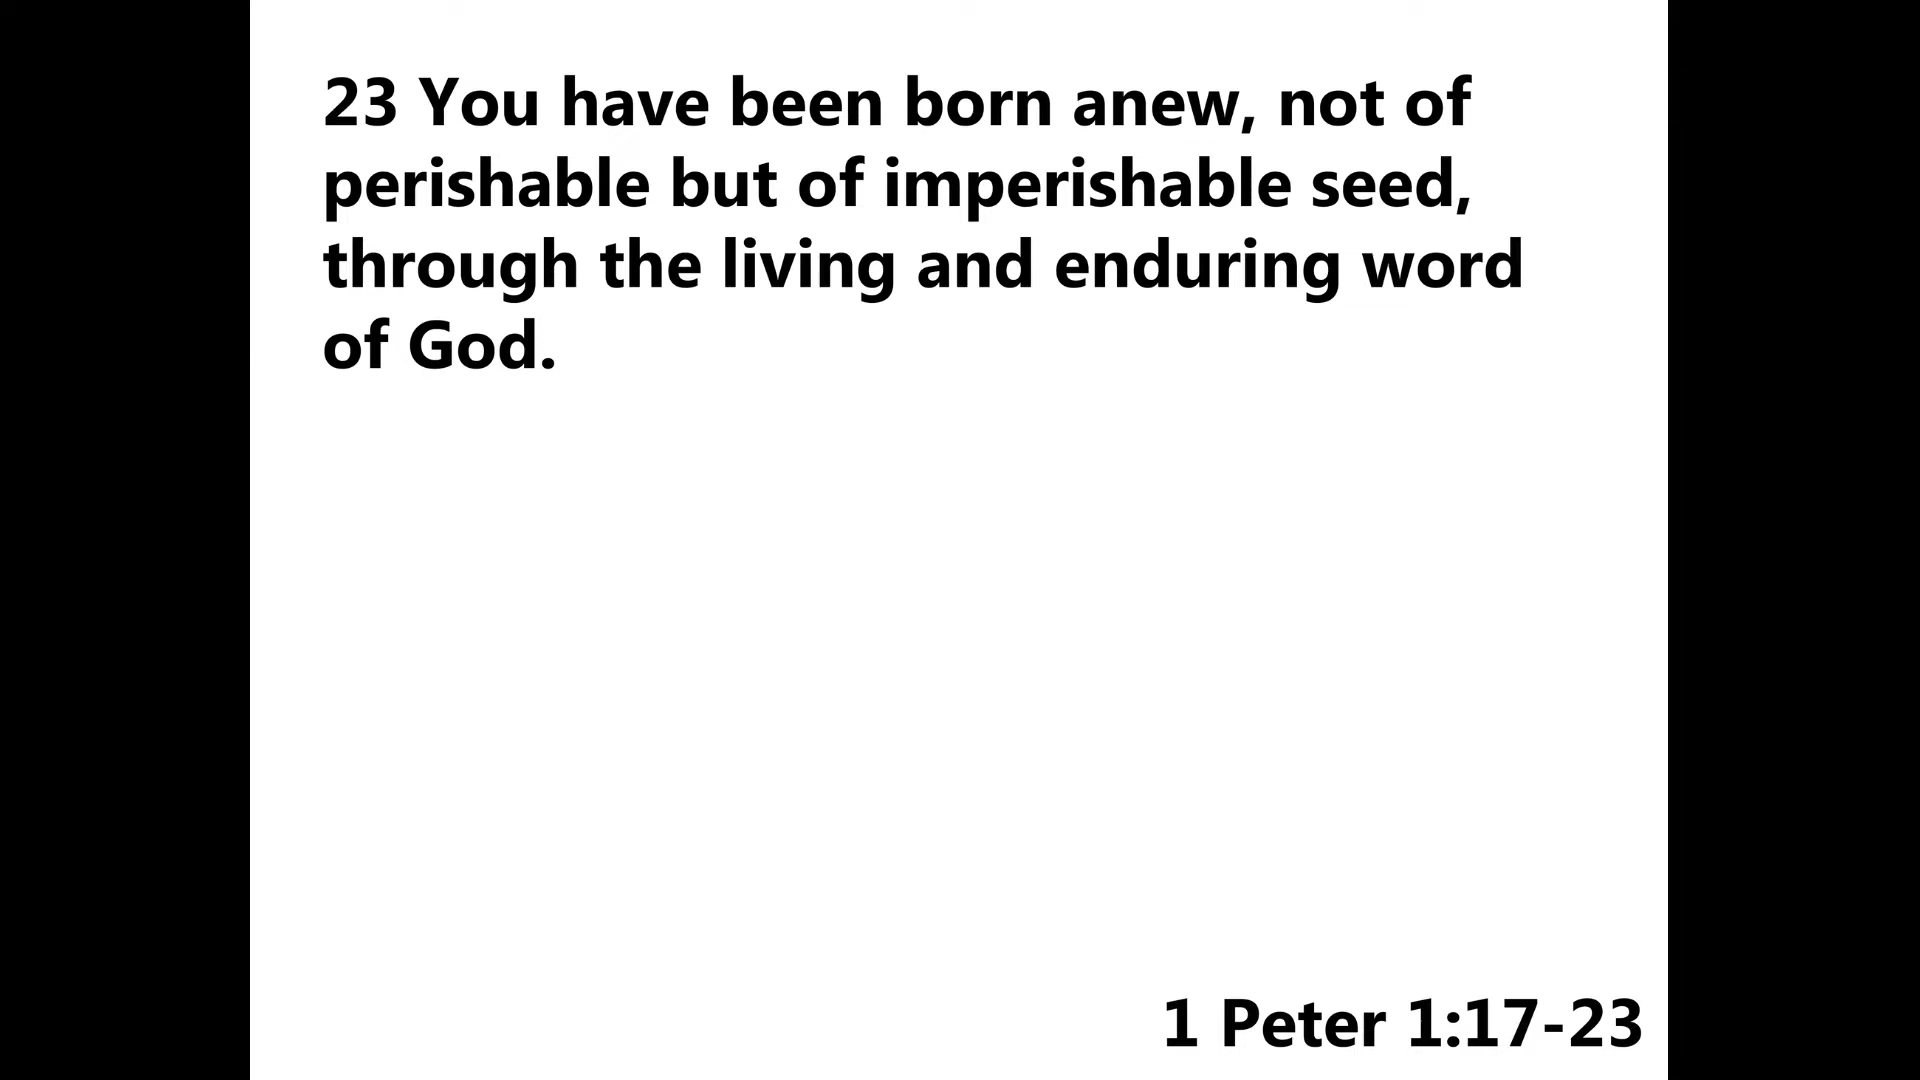 23 You have been born anew, not of
perishable but of imperishable seed,
through the living and enduring word
of God.
1 Peter 1:17-23